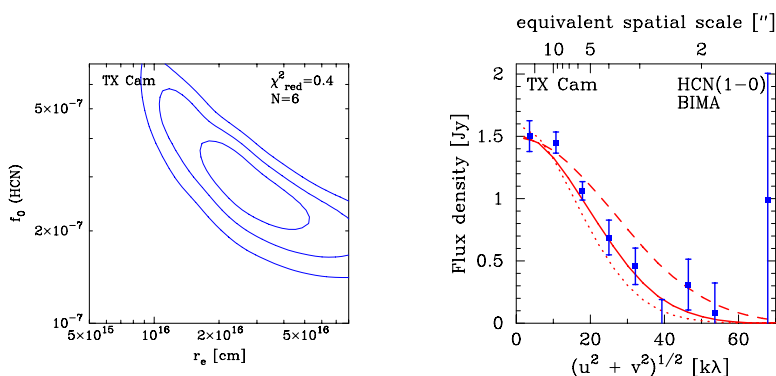 TX Cam
χ²red=0.4
N=6
5×10⁻⁷
2×10⁻⁷
10⁻⁷
f₀ (HCN)
5×10¹⁵ 10¹⁶ 2×10¹⁶ 5×10¹⁶
rₑ [cm]
equivalent spatial scale ["]
10 5 2
TX Cam
HCN(1−0)
BIMA
2
1.5
1
0.5
0
Flux density [Jy]
0 20 40 60
(u² + v²)¹/² [kλ]